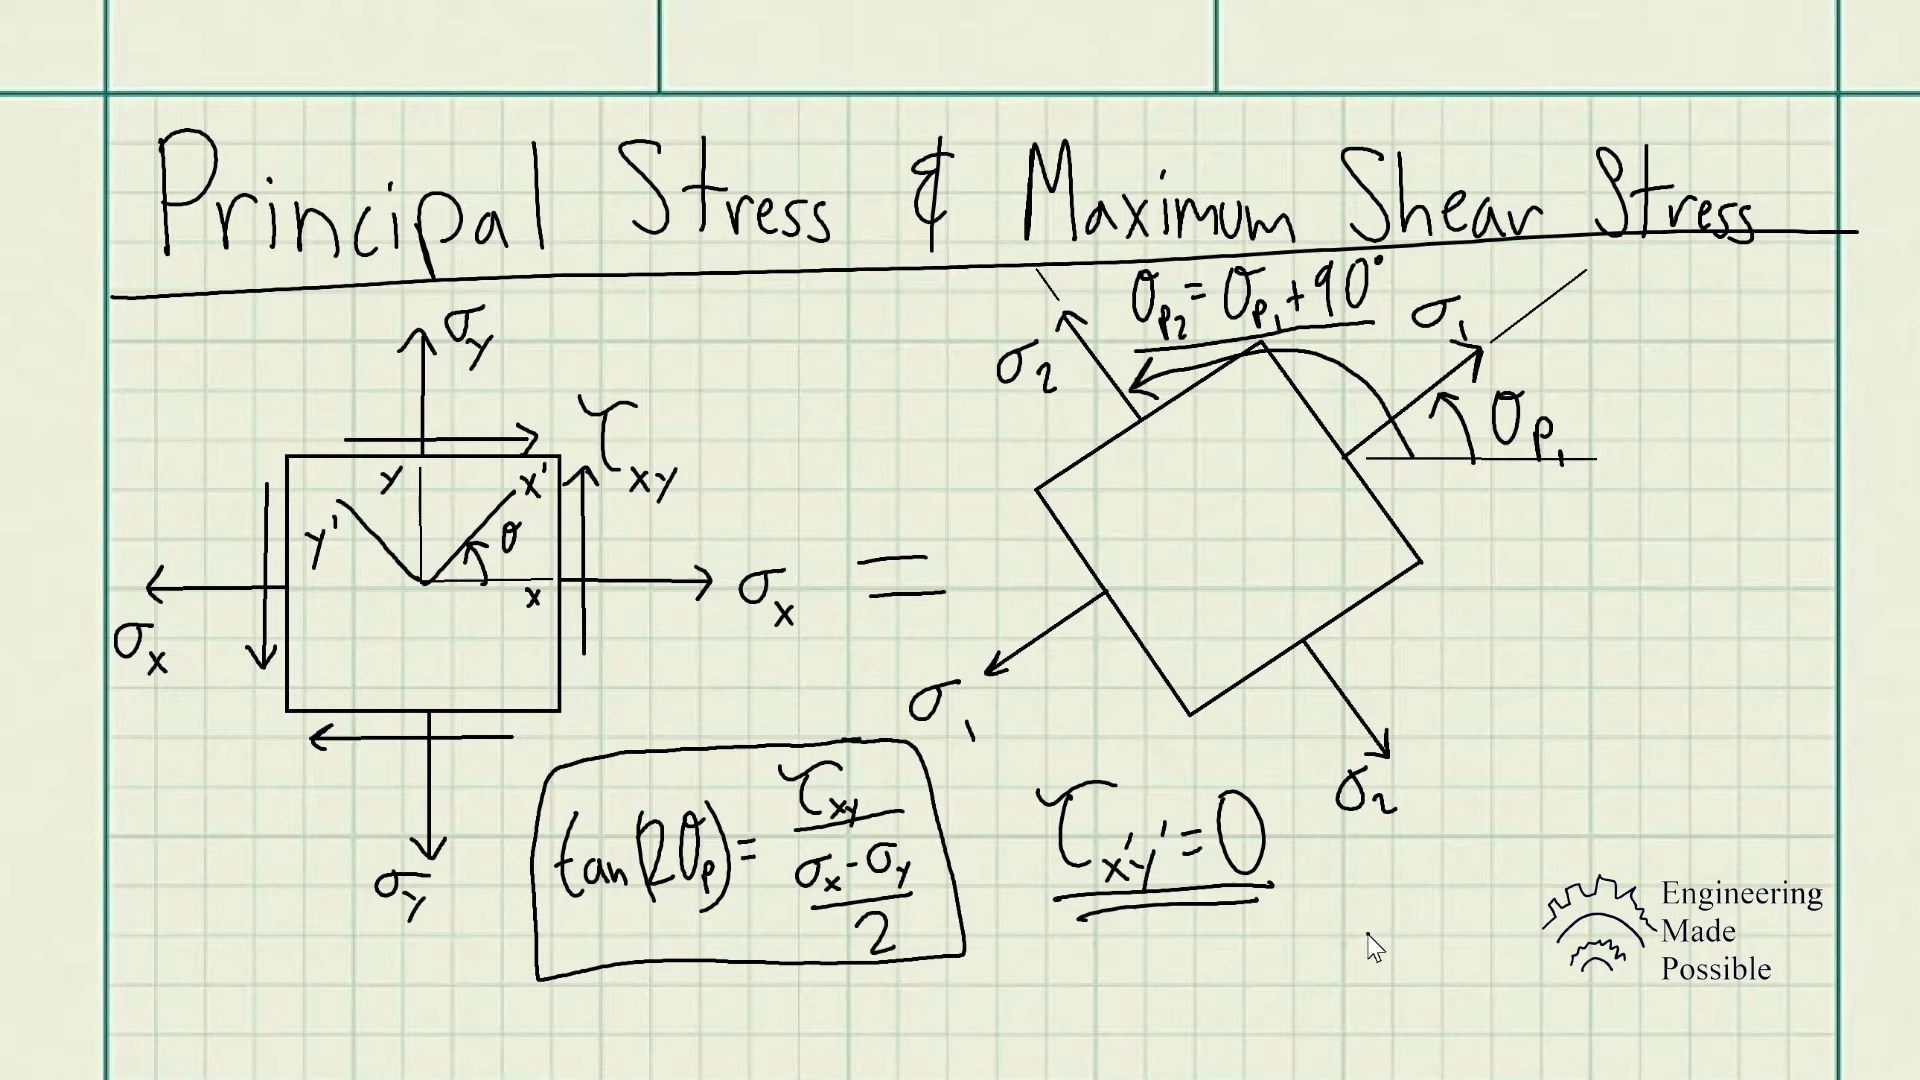 Principal Stress & Maximum Shear Stress
θp2 = θp1 + 90°
σy
σ1
σ2
τxy
θp1
y
x'
y'
θ
x
σx
=
σx
σ1
σ2
tan(2θp) = τxy / ((σx - σy) / 2)
τx'y' = 0
σy
Engineering
Made
Possible